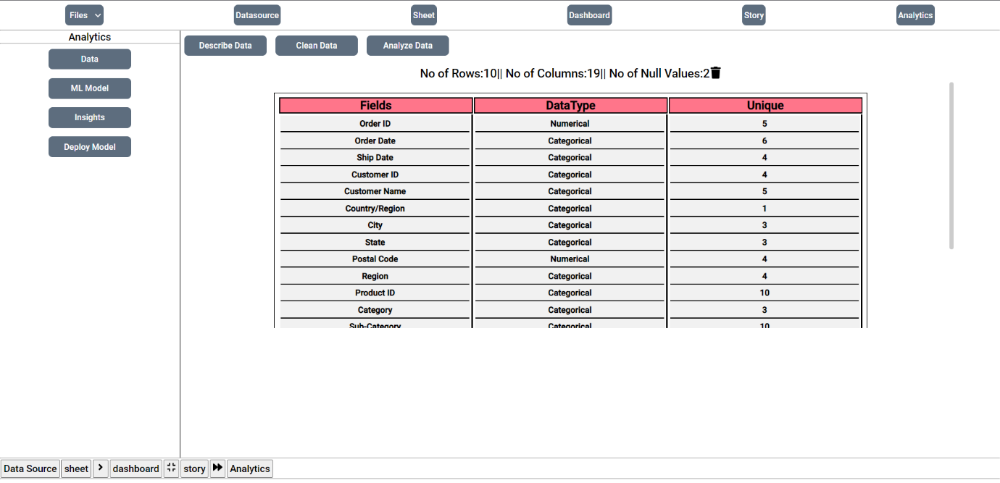 Files Datasource Sheet Dashboard Story Analytics
Analytics
Describe Data Clean Data Analyze Data
Data
ML Model
Insights
Deploy Model
No of Rows:10|| No of Columns:19|| No of Null Values:2
Fields DataType Unique
Order ID Numerical 5
Order Date Categorical 6
Ship Date Categorical 4
Customer ID Categorical 4
Customer Name Categorical 5
Country/Region Categorical 1
City Categorical 3
State Categorical 3
Postal Code Numerical 4
Region Categorical 4
Product ID Categorical 10
Category Categorical 3
Sub-Category Categorical 10
Data Source sheet dashboard story Analytics